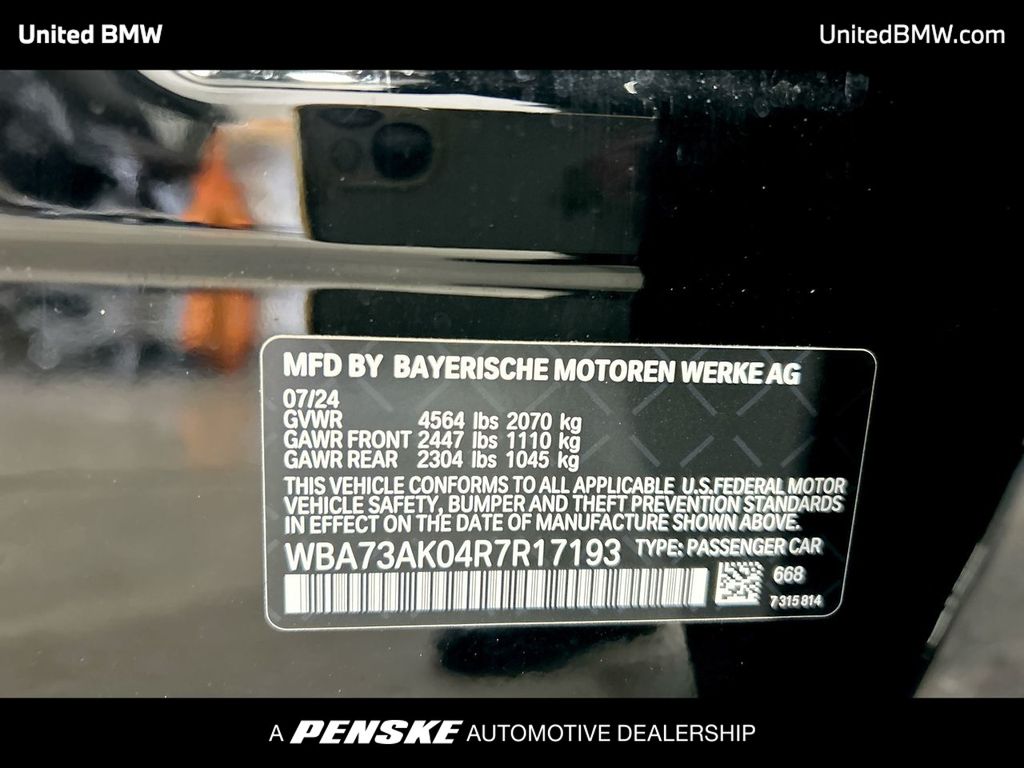 United BMW
UnitedBMW.com
MFD BY BAYERISCHE MOTOREN WERKE AG
07/24
GVWR 4564 lbs 2070 kg
GAWR FRONT 2447 lbs 1110 kg
GAWR REAR 2304 lbs 1045 kg
THIS VEHICLE CONFORMS TO ALL APPLICABLE U.S.FEDERAL MOTOR
VEHICLE SAFETY, BUMPER AND THEFT PREVENTION STANDARDS
IN EFFECT ON THE DATE OF MANUFACTURE SHOWN ABOVE.
WBA73AK04R7R17193 TYPE: PASSENGER CAR
668
7315814
A PENSKE AUTOMOTIVE DEALERSHIP